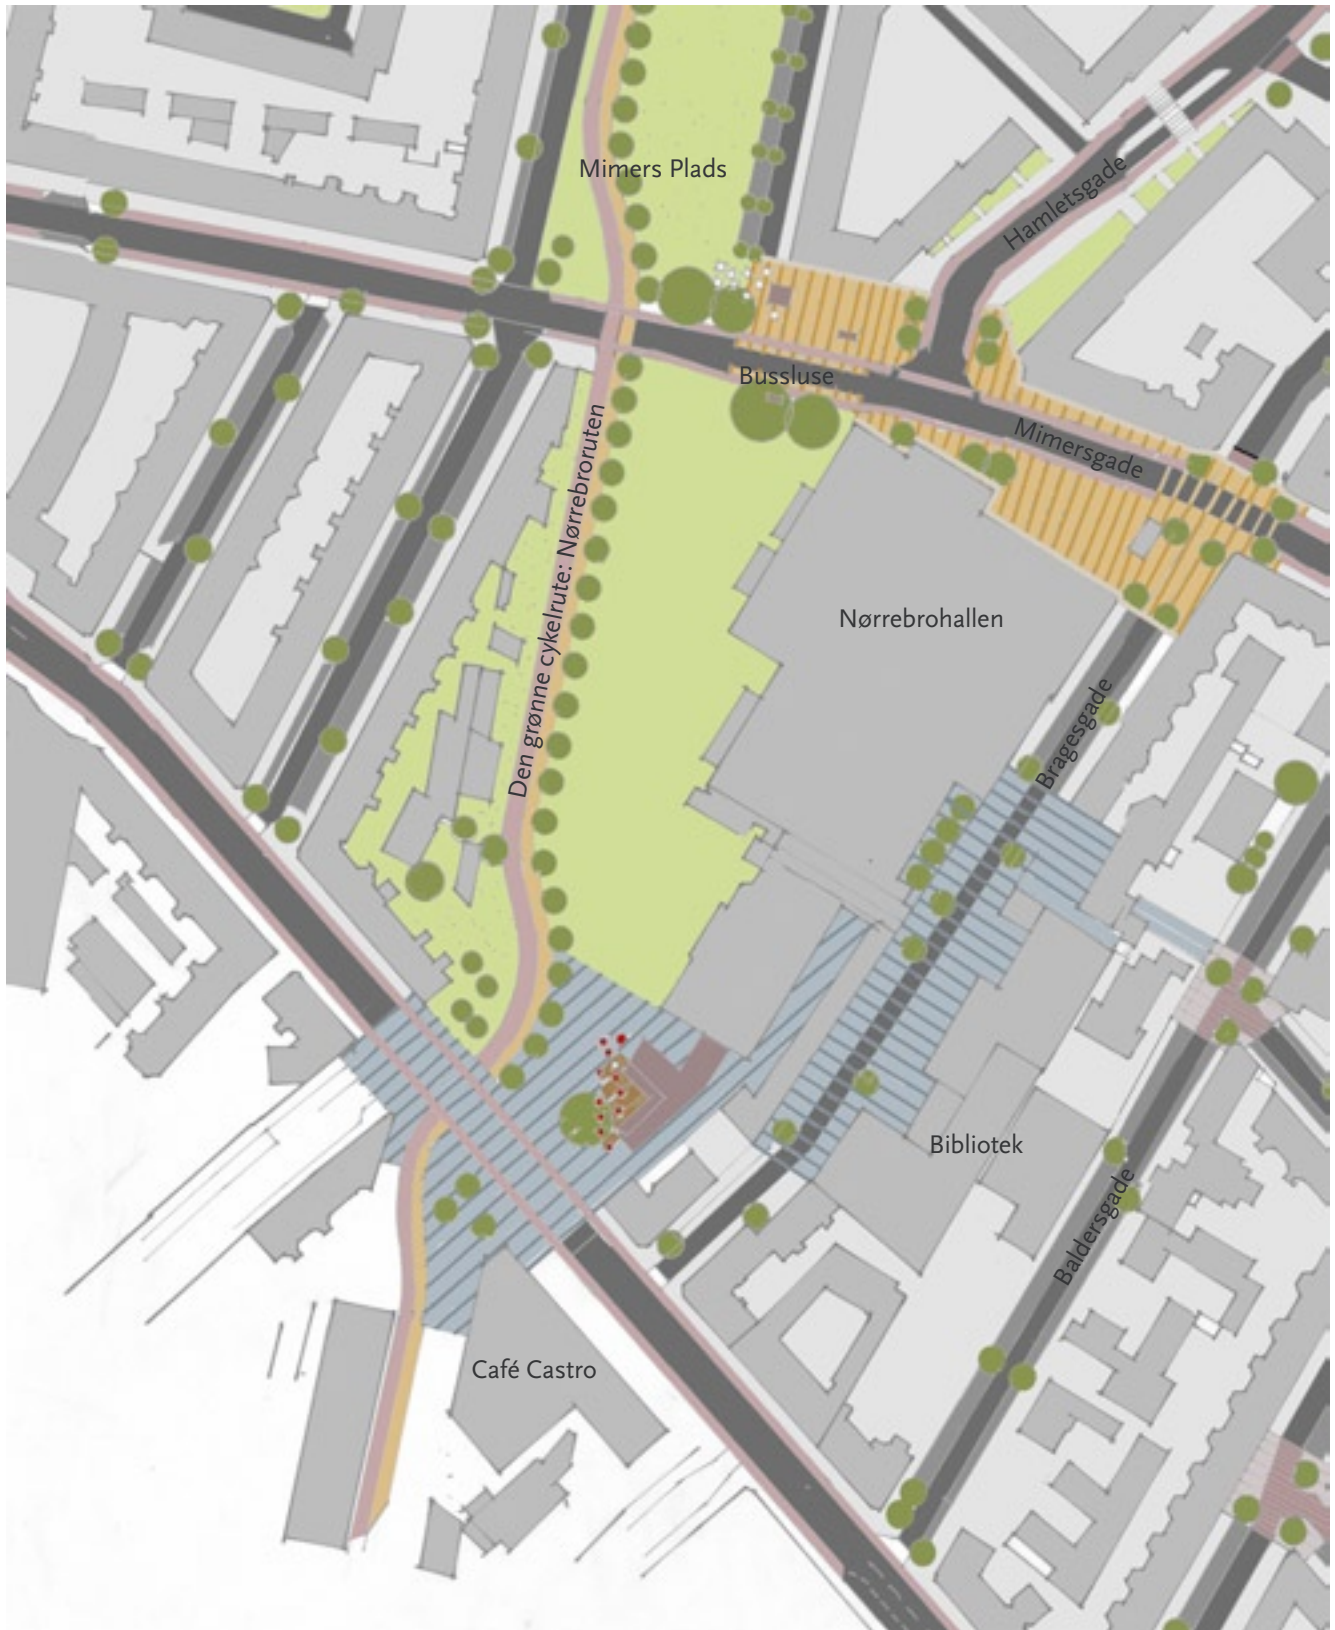 Mimers Plads
Hamletsgade
Bussluse
Mimersgade
Den grønne cykelrute: Nørrebroruten
Nørrebrohallen
Bragesgade
Bibliotek
Baldersgade
Café Castro